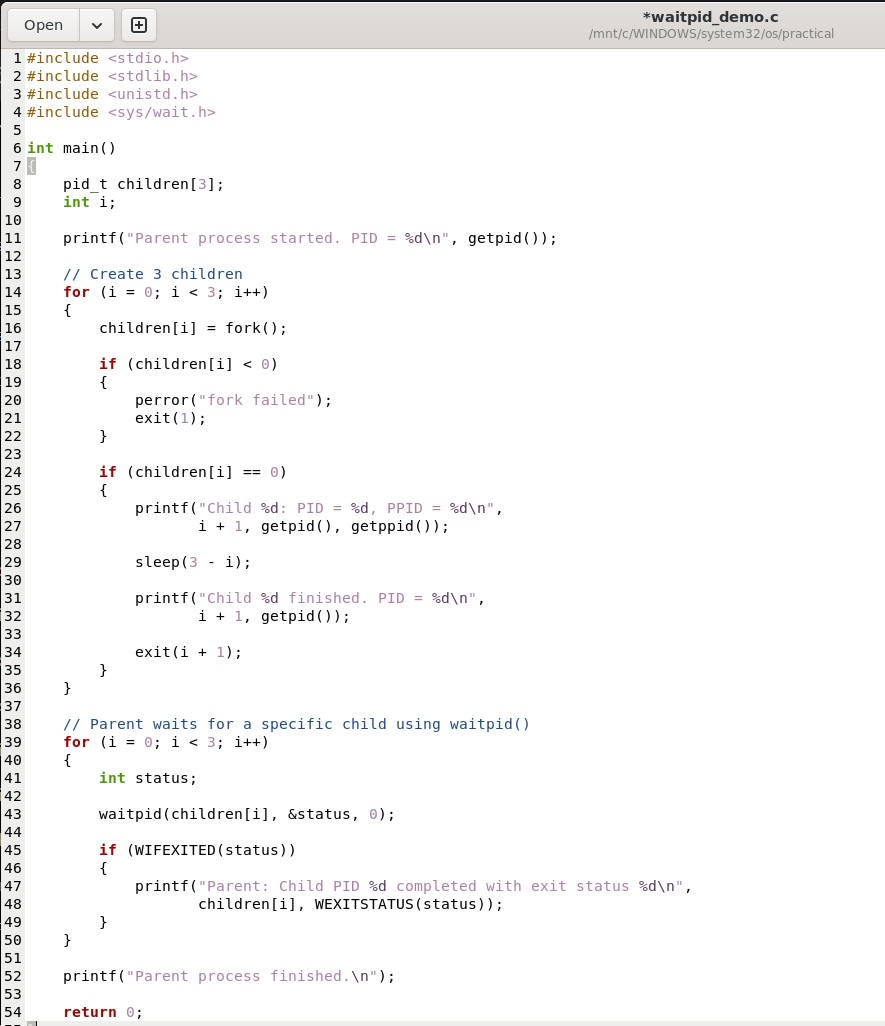 Open
*waitpid_demo.c
/mnt/c/WINDOWS/system32/os/practical
1 #include <stdio.h>
2 #include <stdlib.h>
3 #include <unistd.h>
4 #include <sys/wait.h>
5
6 int main()
7 {
8     pid_t children[3];
9     int i;
10
11     printf("Parent process started. PID = %d\n", getpid());
12
13     // Create 3 children
14     for (i = 0; i < 3; i++)
15     {
16         children[i] = fork();
17
18         if (children[i] < 0)
19         {
20             perror("fork failed");
21             exit(1);
22         }
23
24         if (children[i] == 0)
25         {
26             printf("Child %d: PID = %d, PPID = %d\n",
27                    i + 1, getpid(), getppid());
28
29             sleep(3 - i);
30
31             printf("Child %d finished. PID = %d\n",
32                    i + 1, getpid());
33
34             exit(i + 1);
35         }
36     }
37
38     // Parent waits for a specific child using waitpid()
39     for (i = 0; i < 3; i++)
40     {
41         int status;
42
43         waitpid(children[i], &status, 0);
44
45         if (WIFEXITED(status))
46         {
47             printf("Parent: Child PID %d completed with exit status %d\n",
48                    children[i], WEXITSTATUS(status));
49         }
50     }
51
52     printf("Parent process finished.\n");
53
54     return 0;